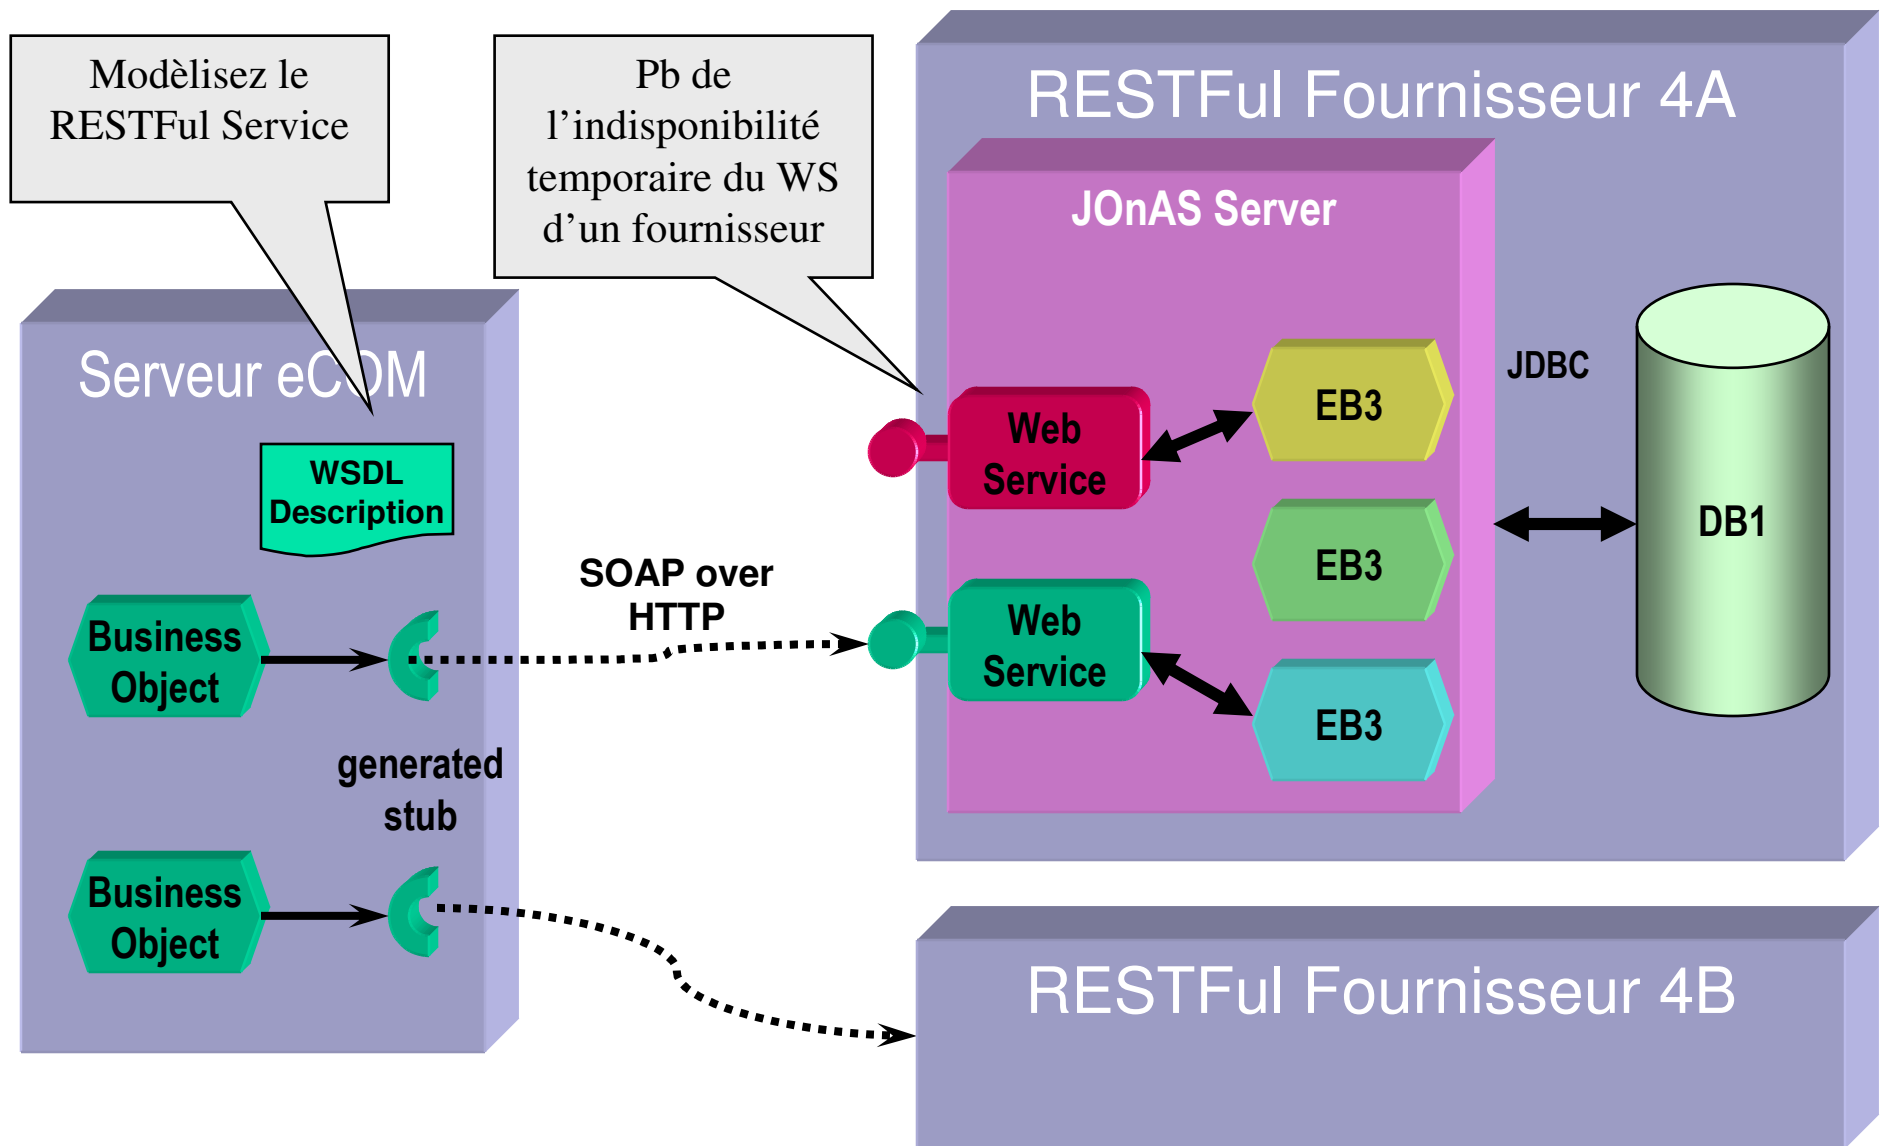 Modèlisez le
RESTFul Service
Pb de
l’indisponibilité
temporaire du WS
d’un fournisseur
RESTFul Fournisseur 4A
JOnAS Server
Serveur eCOM
WSDL
Description
Web
Service
EB3
JDBC
EB3
DB1
SOAP over
HTTP
Business
Object
Web
Service
EB3
generated
stub
Business
Object
RESTFul Fournisseur 4B